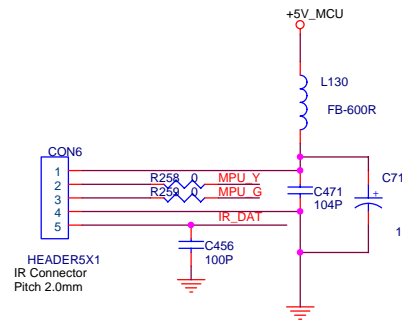 +5V_MCU
L130
FB-600R
CON6
1
2
3
4
5
R258 0
MPU_Y
R259 0
MPU_G
IR_DAT
C471
104P
C71
+
1
C456
100P
HEADER5X1
IR Connector
Pitch 2.0mm